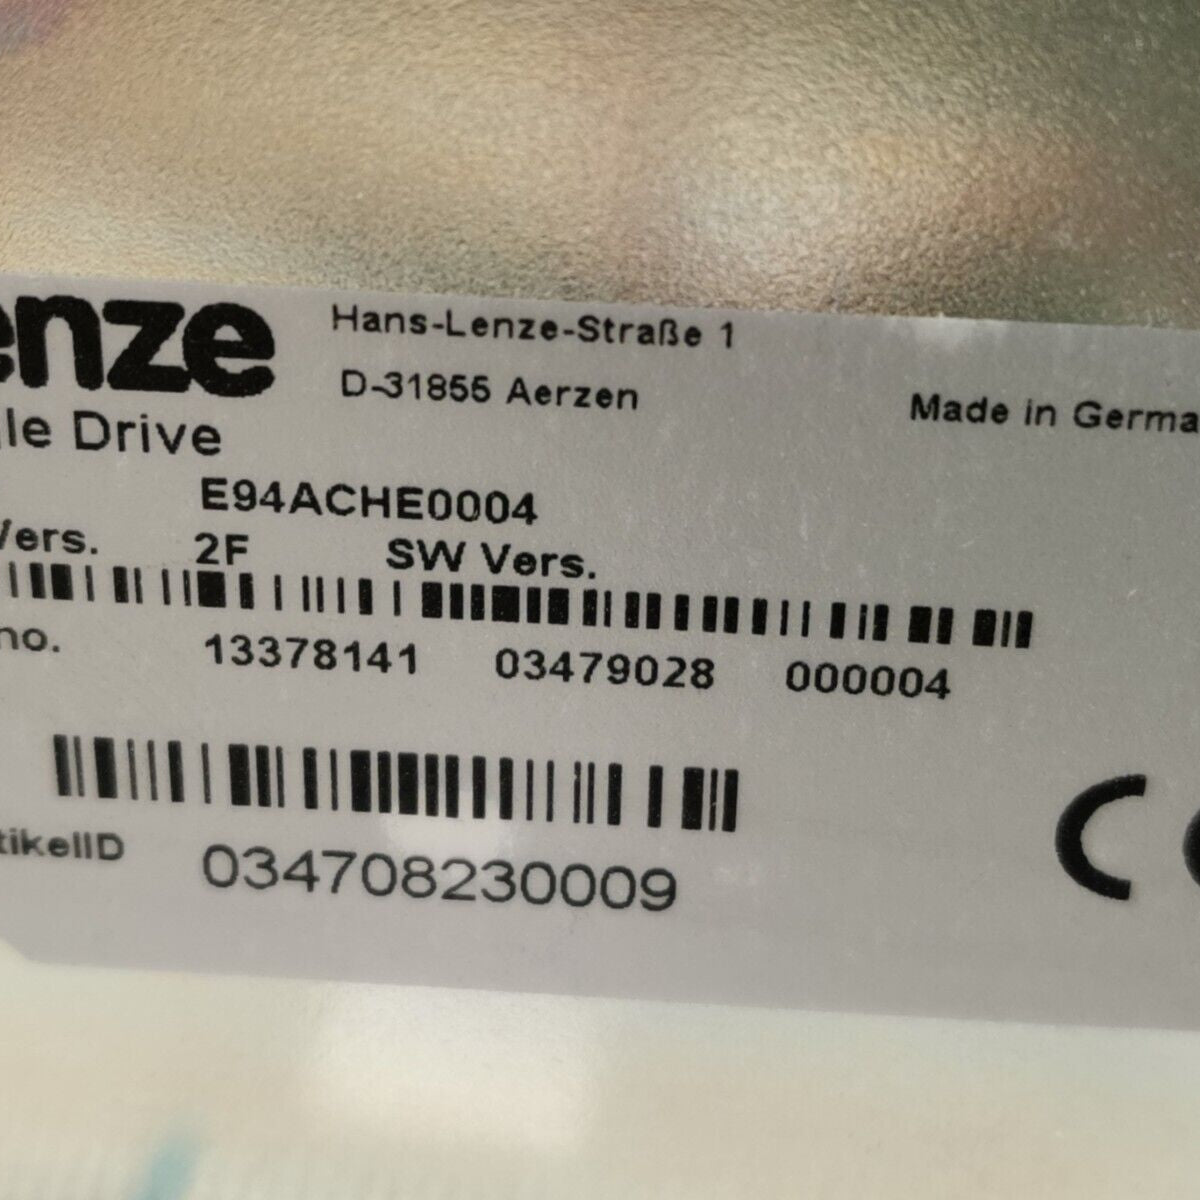 enze
Hans-Lenze-Straße 1
D-31855 Aerzen
Made in Germa
le Drive
E94ACHE0004
Vers. 2F SW Vers.
no. 13378141 03479028 000004
tikelID 034708230009
CE